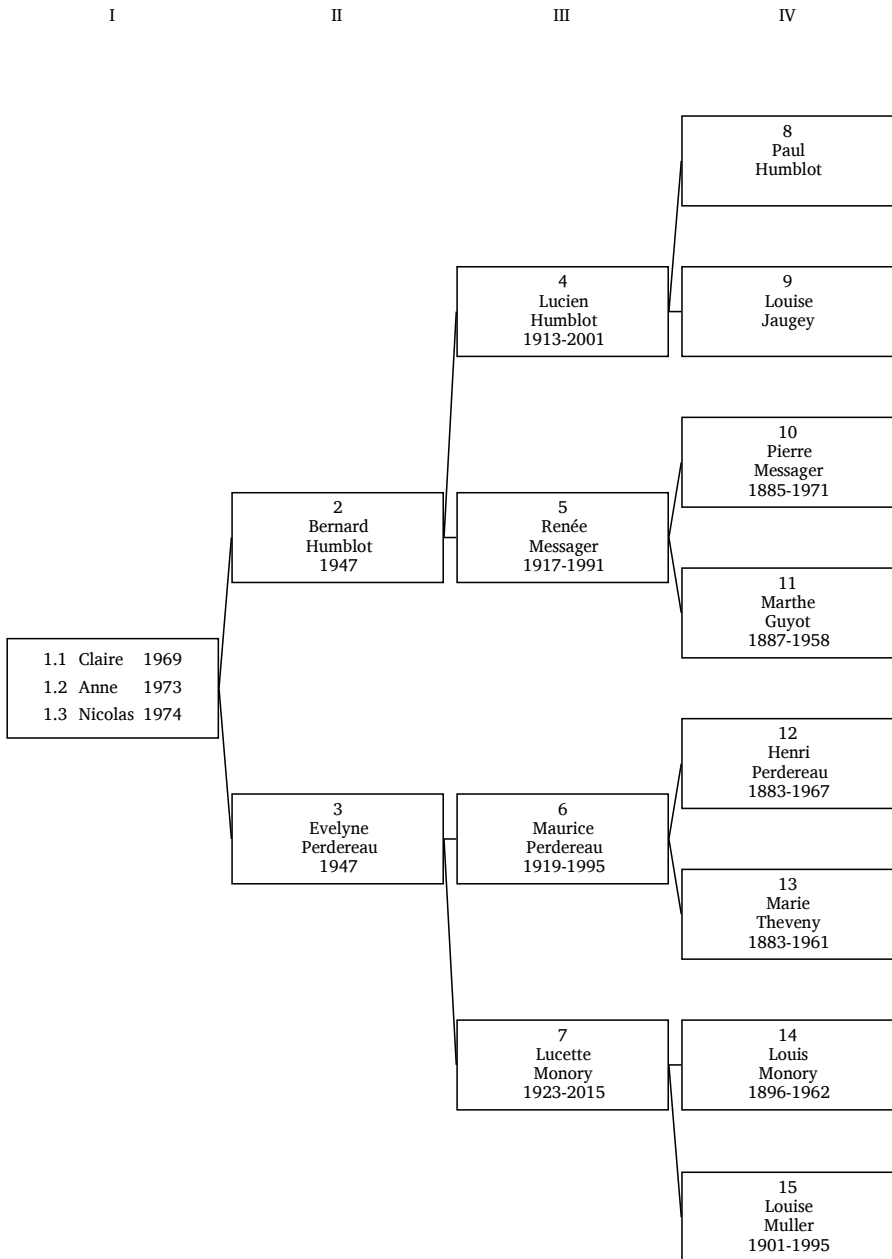 I II III IV
8
Paul
Humblot
4
Lucien
Humblot
1913-2001
9
Louise
Jaugey
10
Pierre
Messager
1885-1971
2
Bernard
Humblot
1947
5
Renée
Messager
1917-1991
11
Marthe
Guyot
1887-1958
1.1 Claire 1969
1.2 Anne 1973
1.3 Nicolas 1974
12
Henri
Perdereau
1883-1967
3
Evelyne
Perdereau
1947
6
Maurice
Perdereau
1919-1995
13
Marie
Theveny
1883-1961
7
Lucette
Monory
1923-2015
14
Louis
Monory
1896-1962
15
Louise
Muller
1901-1995